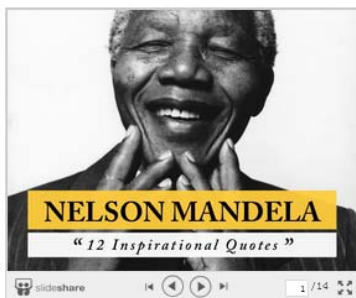 NELSON MANDELA
“12 Inspirational Quotes”
slideshare
1 /14